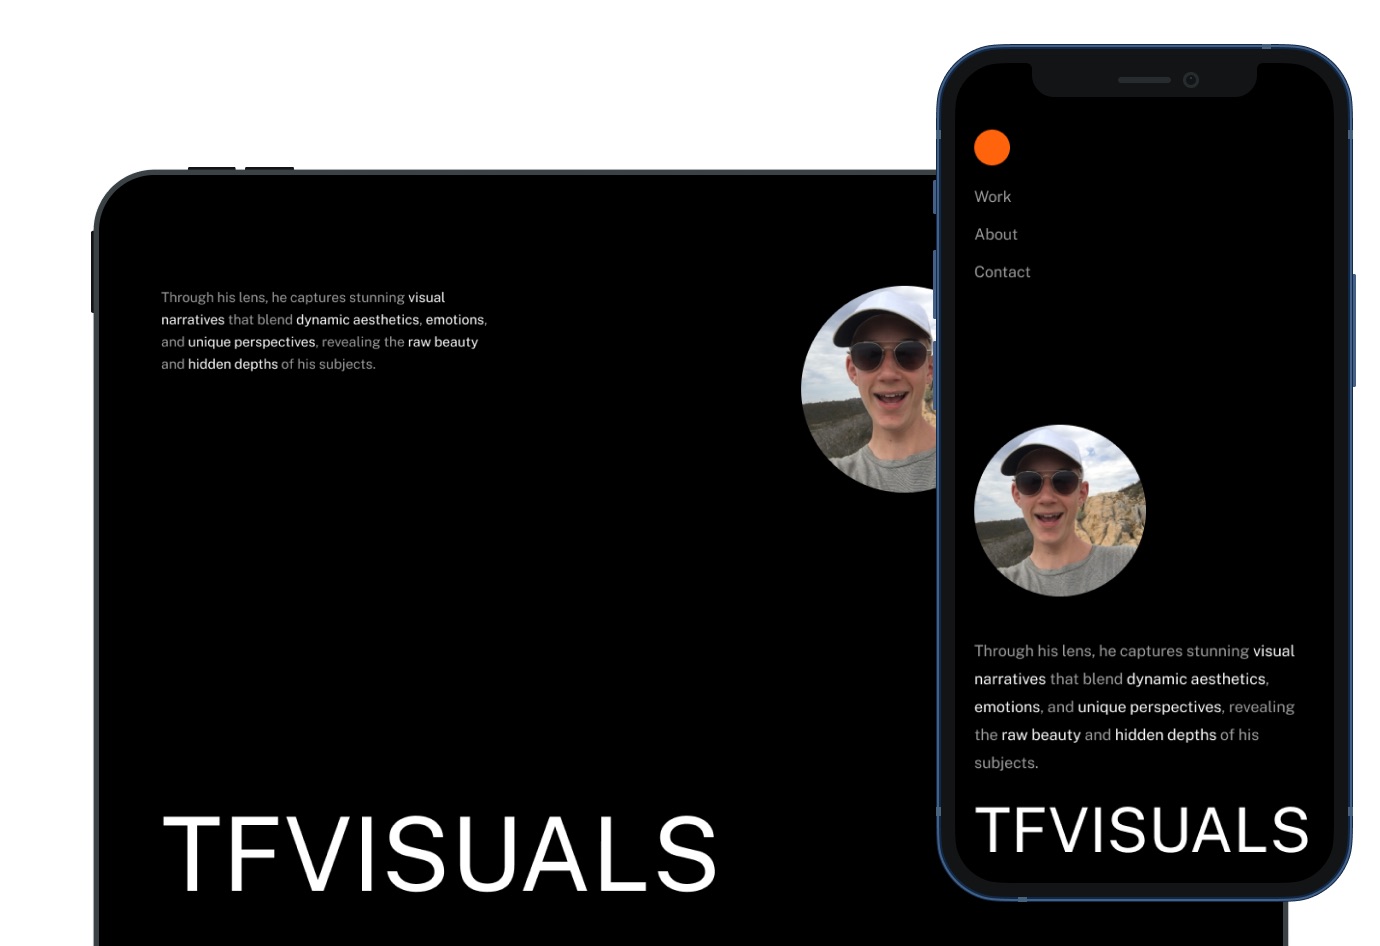 Through his lens, he captures stunning visual
narratives that blend dynamic aesthetics, emotions,
and unique perspectives, revealing the raw beauty
and hidden depths of his subjects.
TFVISUALS
Work
About
Contact
Through his lens, he captures stunning visual
narratives that blend dynamic aesthetics,
emotions, and unique perspectives, revealing
the raw beauty and hidden depths of his
subjects.
TFVISUALS